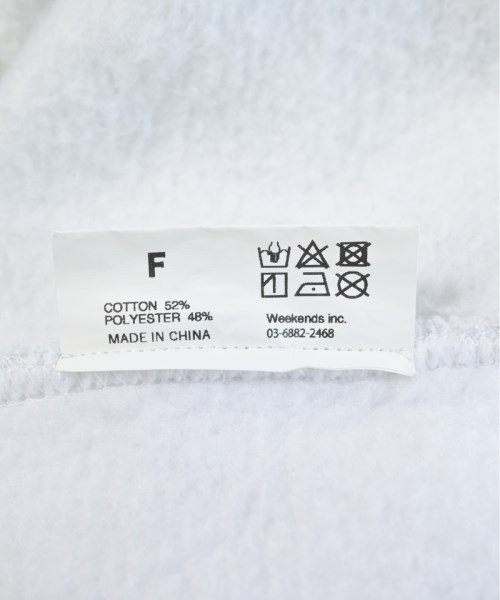 F
COTTON 52%
POLYESTER 48%
MADE IN CHINA
Weekends inc.
03-6882-2468